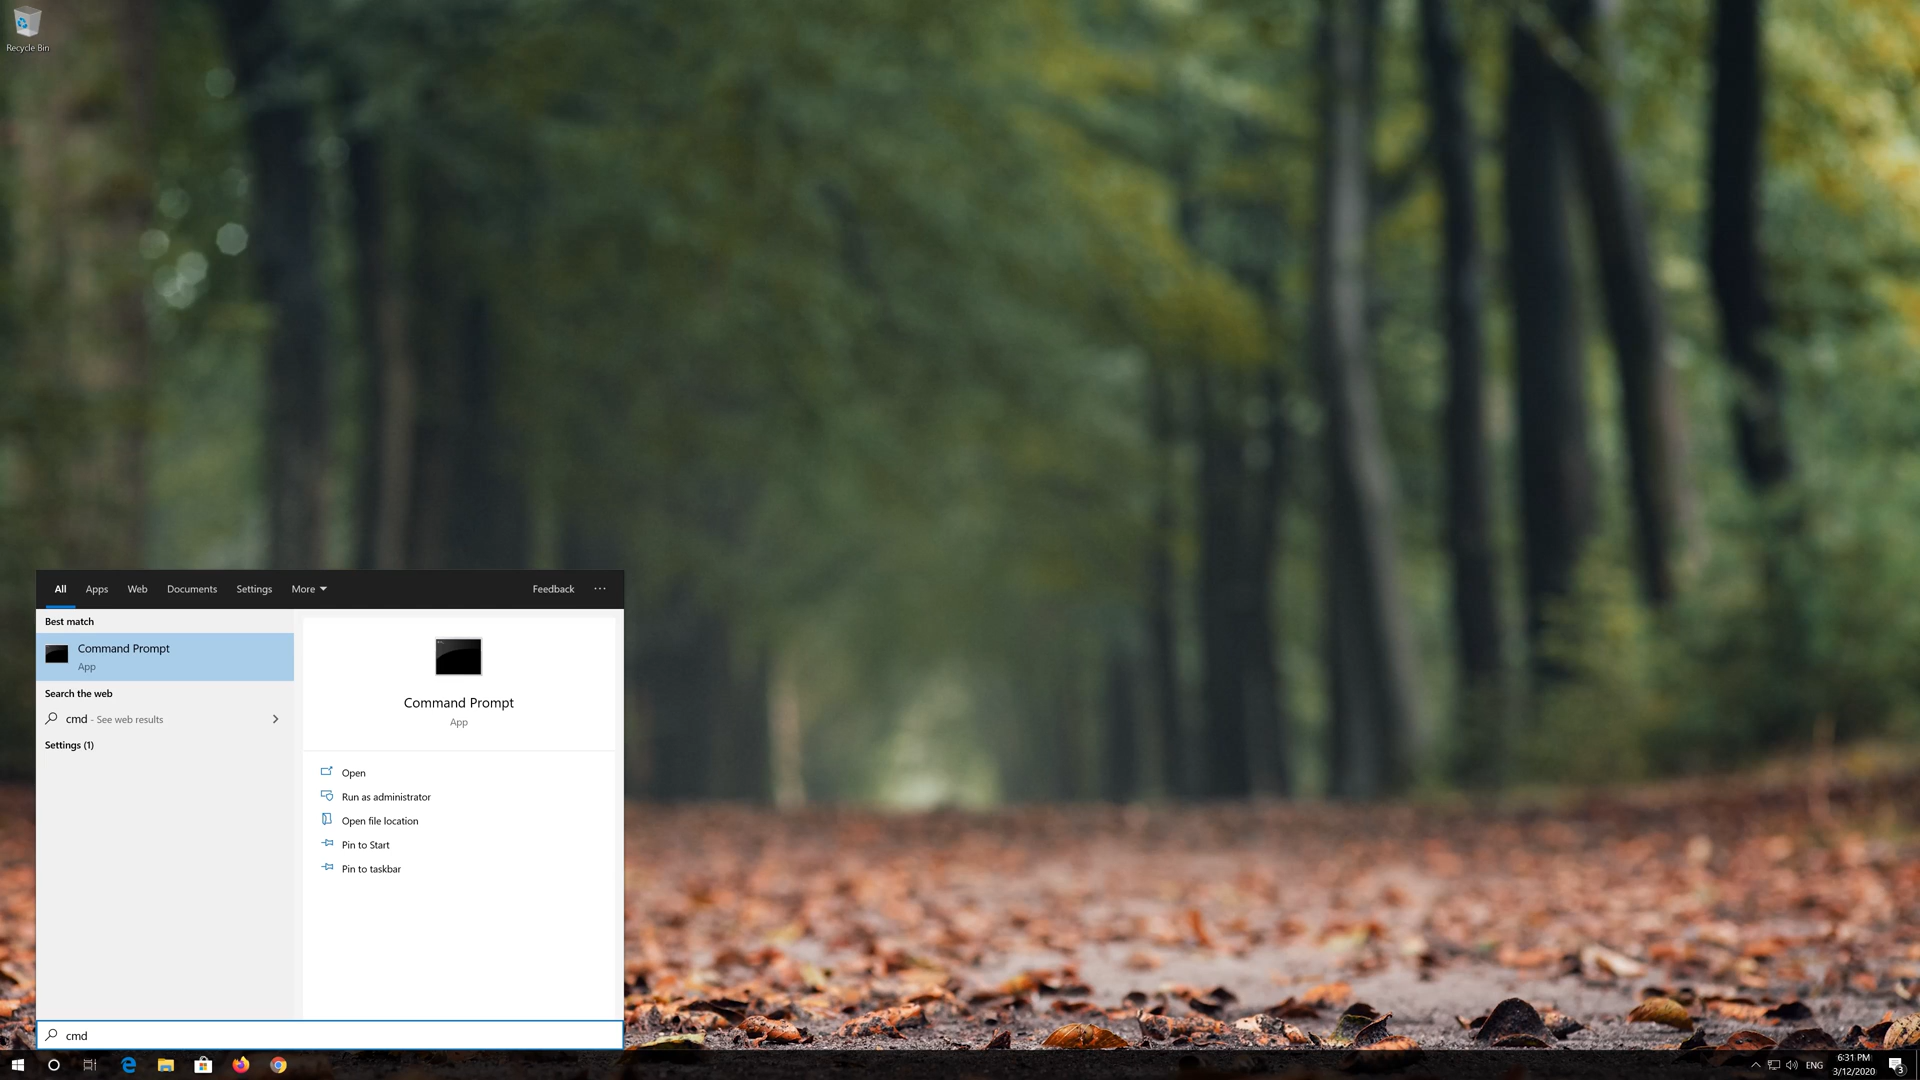 Recycle Bin
All Apps Web Documents Settings More Feedback ...
Best match
Command Prompt
App
Search the web
cmd - See web results
Settings (1)
Command Prompt
App
Open
Run as administrator
Open file location
Pin to Start
Pin to taskbar
cmd
ENG
6:31 PM
3/12/2020
3